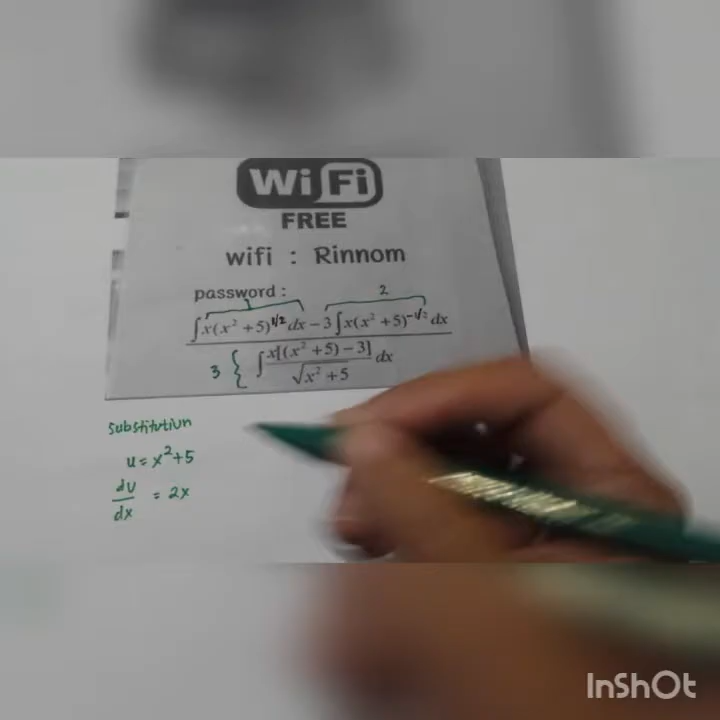 WiFi
FREE
wifi : Rinnom
password :
1 2
∫x(x² + 5)^1/2 dx − 3∫x(x² + 5)^−1/2 dx
3 { ∫ x[(x² + 5) − 3] / √x² + 5 dx
substitution
u = x²+5
du/dx = 2x
InShOt